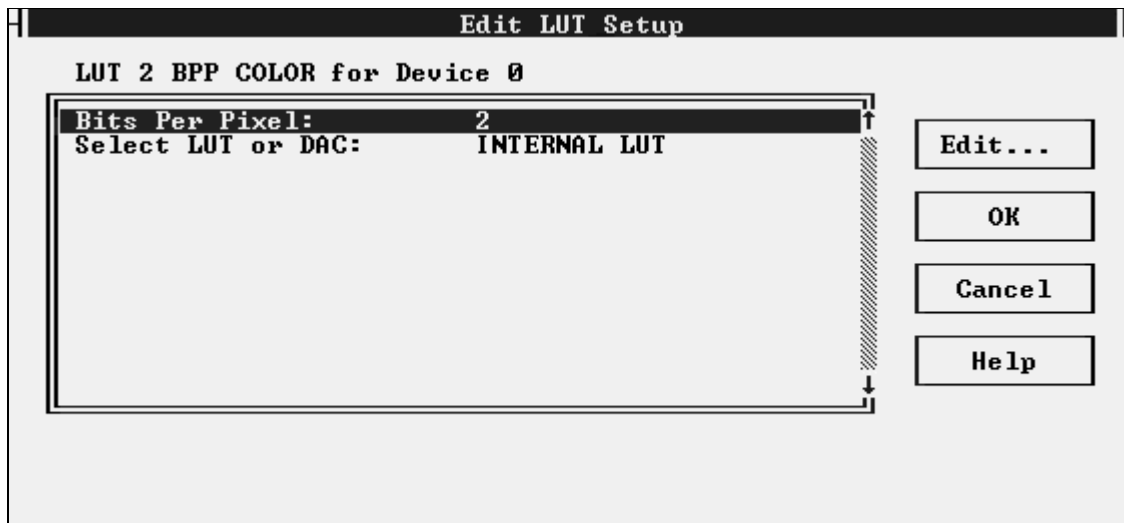 Edit LUT Setup
LUT 2 BPP COLOR for Device 0
Bits Per Pixel: 2
Select LUT or DAC: INTERNAL LUT
Edit...
OK
Cancel
Help